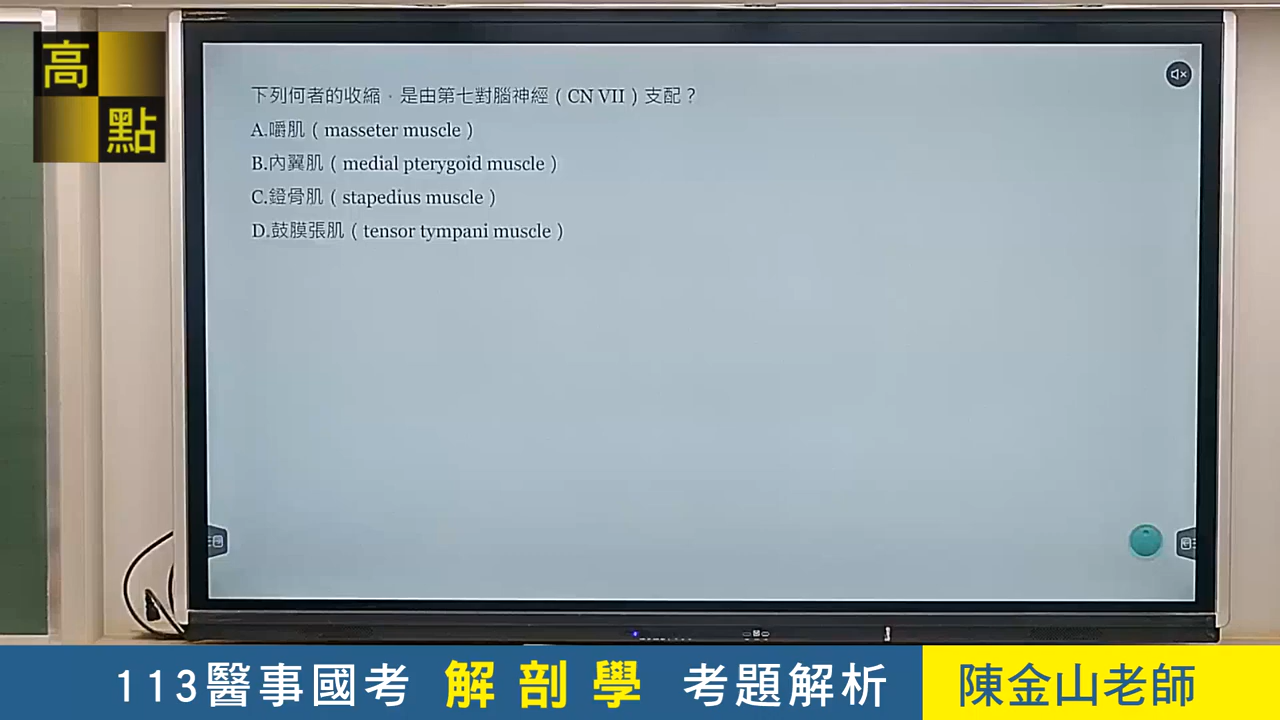 高
點
下列何者的收縮，是由第七對腦神經（CN VII）支配？
A.嚼肌（masseter muscle）
B.內翼肌（medial pterygoid muscle）
C.鐙骨肌（stapedius muscle）
D.鼓膜張肌（tensor tympani muscle）
113醫事國考 解剖學 考題解析 陳金山老師